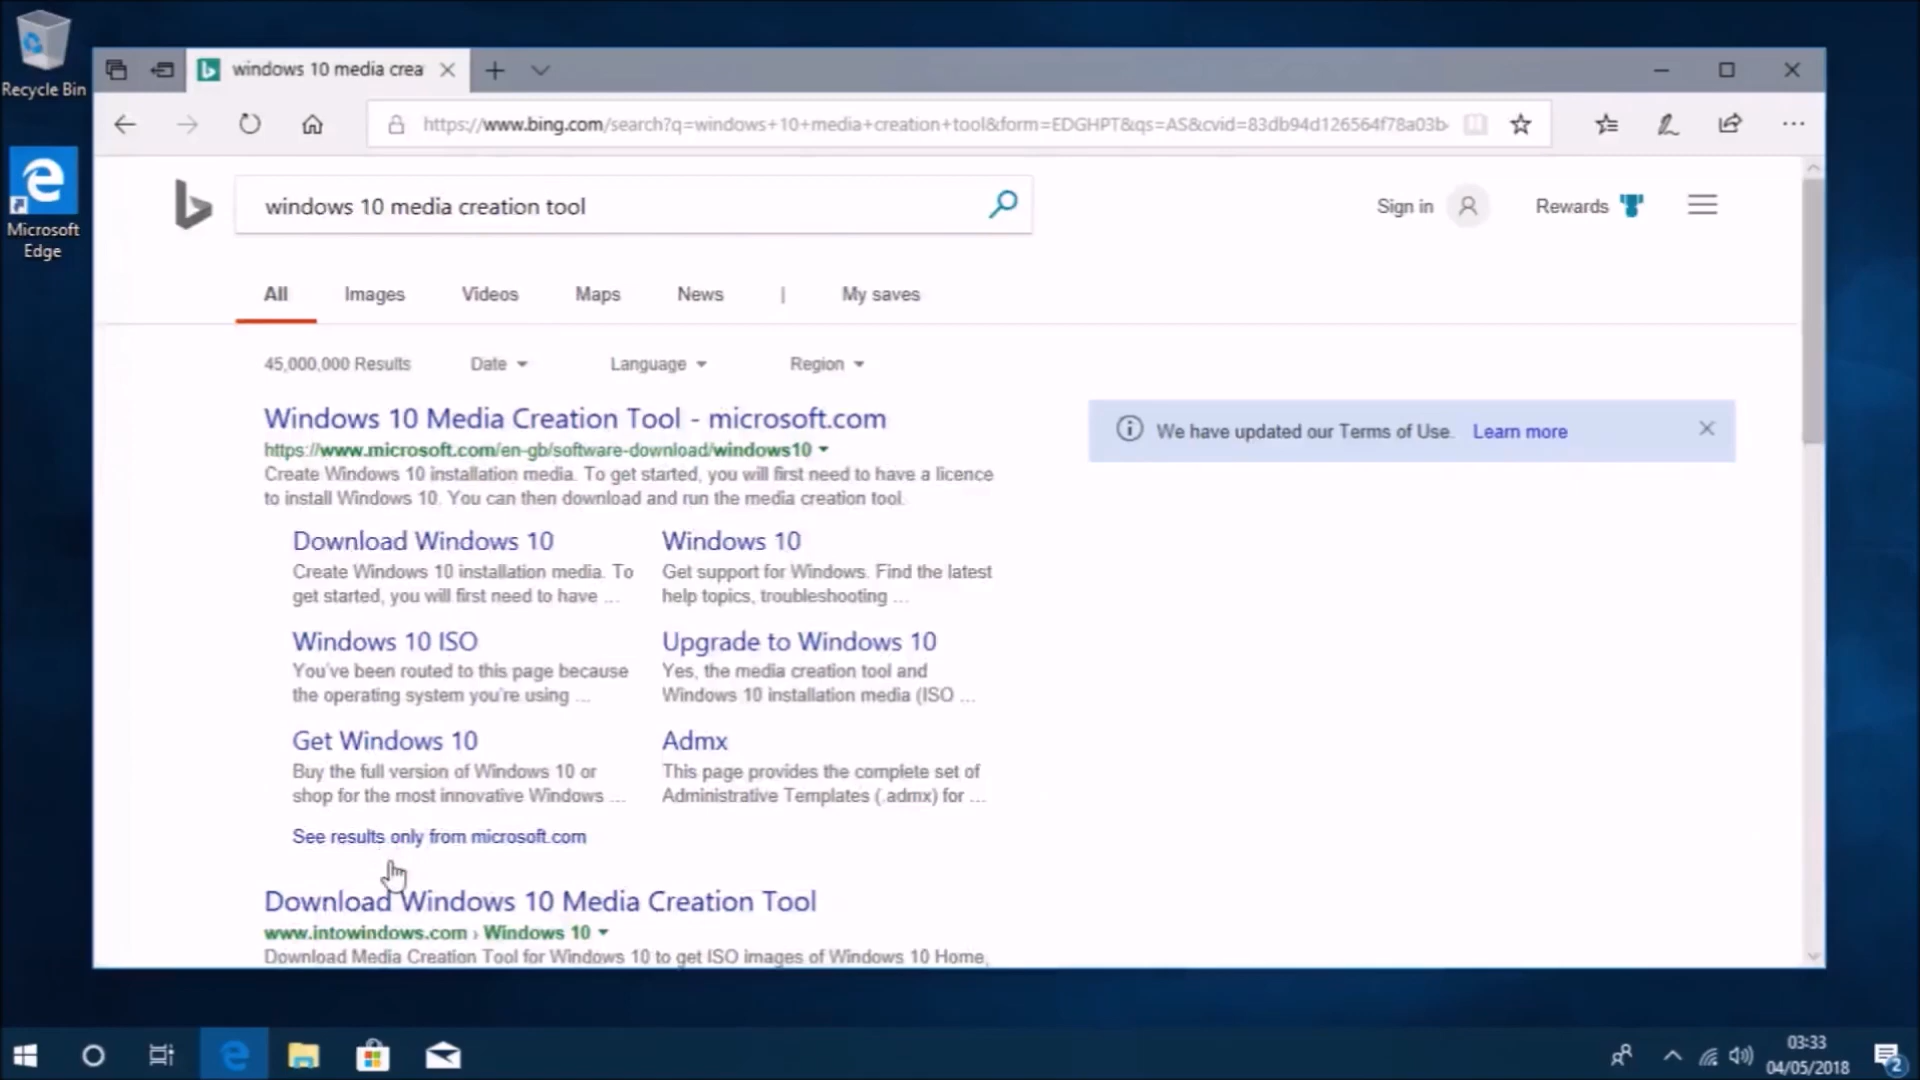 Recycle Bin
Microsoft
Edge
windows 10 media crea
https://www.bing.com/search?q=windows+10+media+creation+tool&form=EDGHPT&qs=AS&cvid=83db94d126564f78a03b
windows 10 media creation tool
Sign in
Rewards
All
Images
Videos
Maps
News
|
My saves
45,000,000 Results
Date
Language
Region
Windows 10 Media Creation Tool - microsoft.com
https://www.microsoft.com/en-gb/software-download/windows10
Create Windows 10 installation media. To get started, you will first need to have a licence
to install Windows 10. You can then download and run the media creation tool.
We have updated our Terms of Use. Learn more
Download Windows 10
Create Windows 10 installation media. To
get started, you will first need to have ...
Windows 10
Get support for Windows. Find the latest
help topics, troubleshooting ...
Windows 10 ISO
You've been routed to this page because
the operating system you're using ...
Upgrade to Windows 10
Yes, the media creation tool and
Windows 10 installation media (ISO ...
Get Windows 10
Buy the full version of Windows 10 or
shop for the most innovative Windows ...
Admx
This page provides the complete set of
Administrative Templates (.admx) for ...
See results only from microsoft.com
Download Windows 10 Media Creation Tool
www.intowindows.com › Windows 10
Download Media Creation Tool for Windows 10 to get ISO images of Windows 10 Home,
03:33
04/05/2018
2